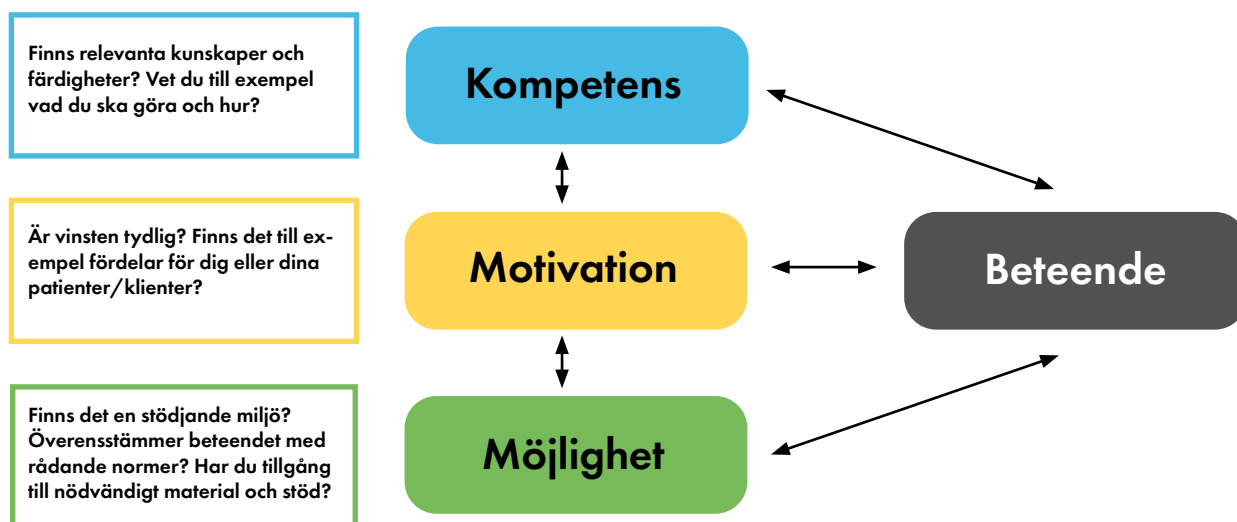 Finns relevanta kunskaper och
färdigheter? Vet du till exempel
vad du ska göra och hur?
Kompetens
Är vinsten tydlig? Finns det till ex-
empel fördelar för dig eller dina
patienter/klienter?
Motivation
Beteende
Finns det en stödjande miljö?
Överensstämmer beteendet med
rådande normer? Har du tillgång
till nödvändigt material och stöd?
Möjlighet